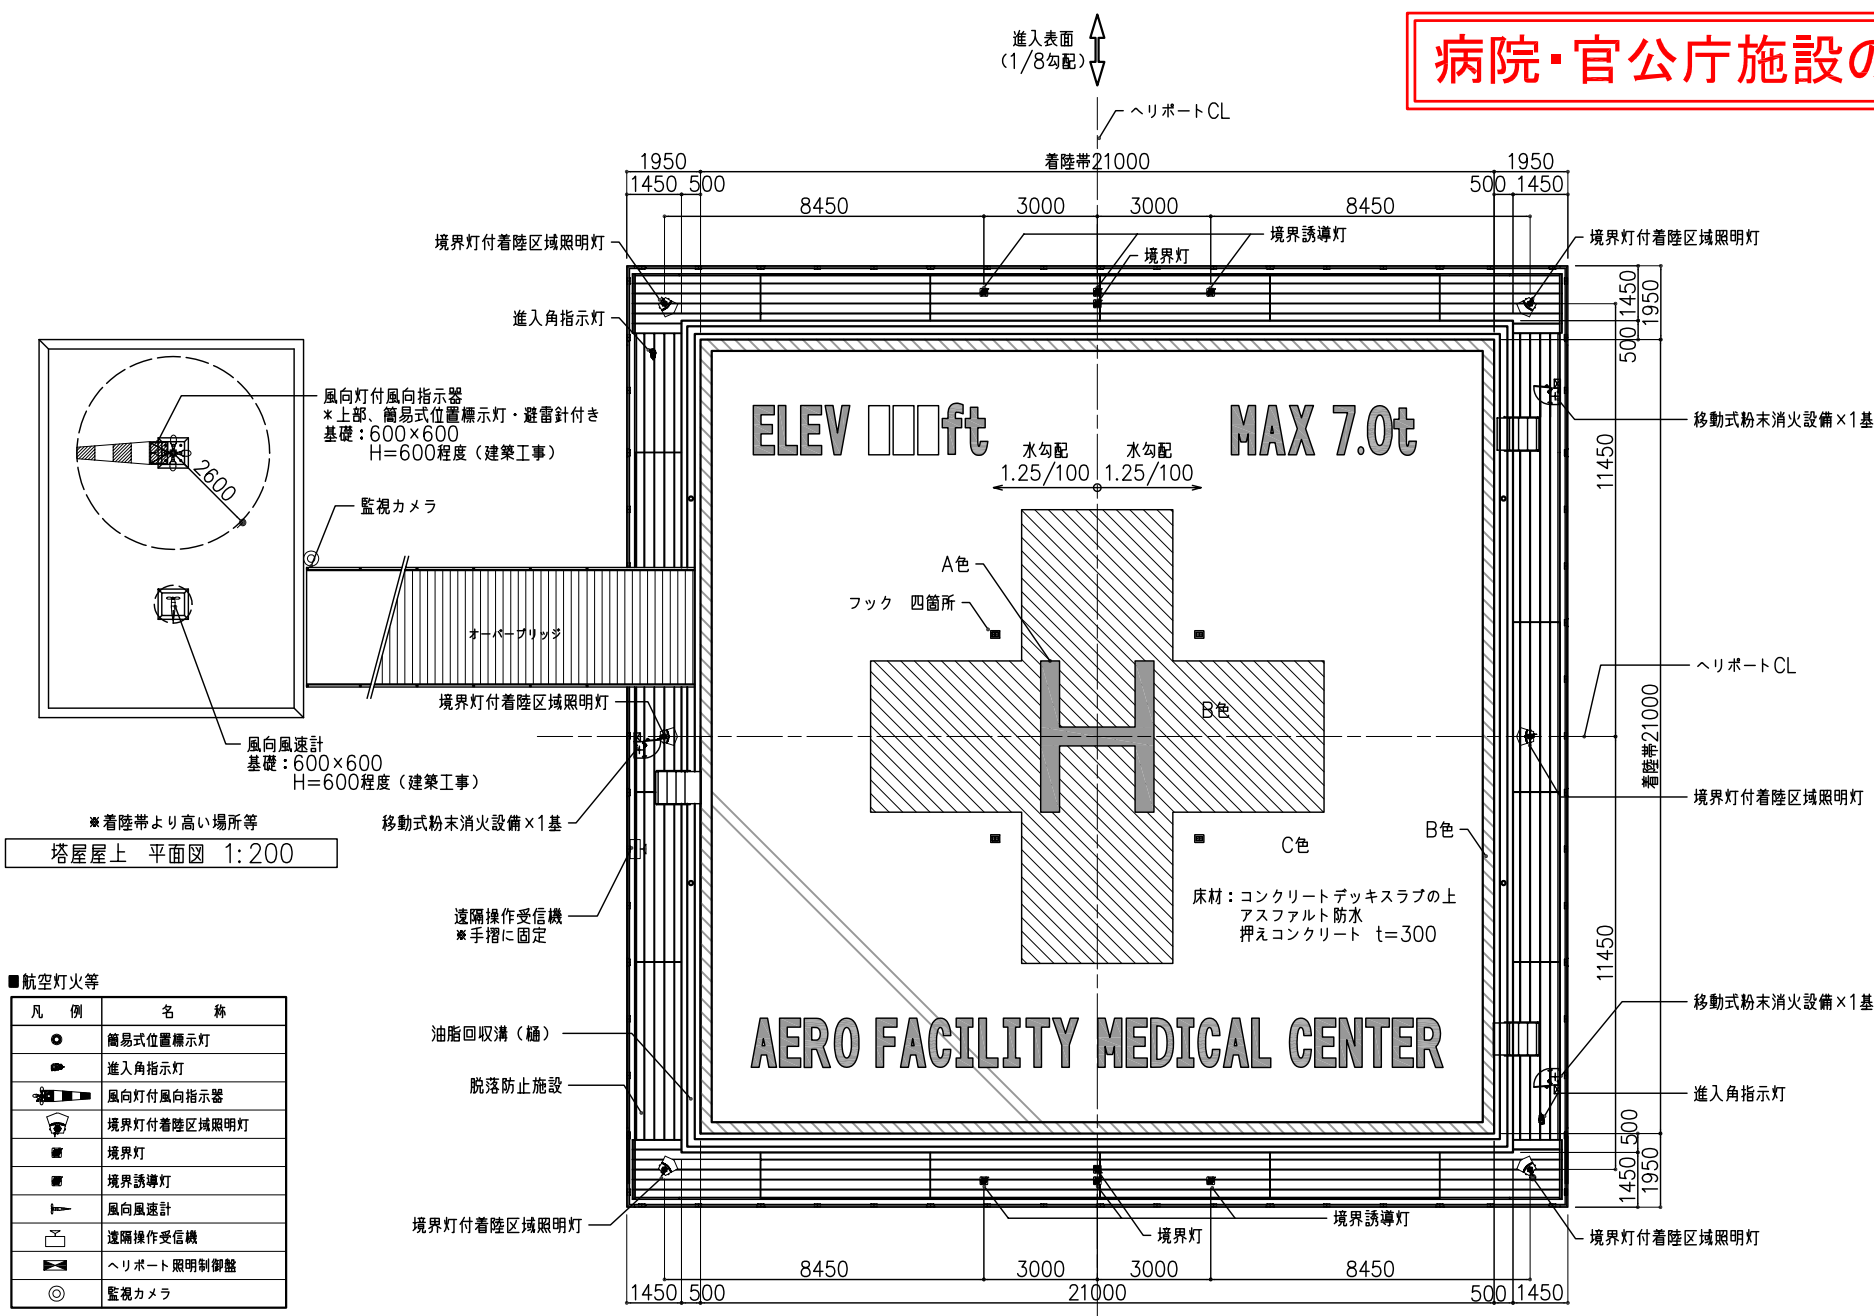 進入表面
(1/8勾配)
病院・官公庁施設の
ヘリポートCL
1950
着陸帯21000
1950
1450
500
500
1450
8450
3000
3000
8450
境界灯付着陸区域照明灯
境界誘導灯
境界灯
境界灯付着陸区域照明灯
進入角指示灯
1450
1950
500
風向灯付風向指示器
*上部、簡易式位置標示灯・避雷針付き
基礎:600×600
H=600程度(建築工事)
2600
監視カメラ
ELEV □□□ft
MAX 7.0t
移動式粉末消火設備×1基
水勾配
1.25/100
水勾配
1.25/100
11450
A色
フック 四箇所
オーバーブリッジ
ヘリポートCL
境界灯付着陸区域照明灯
B色
H
着陸帯21000
風向風速計
基礎:600×600
H=600程度(建築工事)
境界灯付着陸区域照明灯
※着陸帯より高い場所等
塔屋屋上 平面図 1:200
移動式粉末消火設備×1基
B色
C色
床材:コンクリートデッキスラブの上
アスファルト防水
押えコンクリート t=300
遠隔操作受信機
※手摺に固定
11450
移動式粉末消火設備×1基
油脂回収溝(樋)
AERO FACILITY MEDICAL CENTER
脱落防止施設
進入角指示灯
500
1450
1950
境界灯付着陸区域照明灯
境界灯
境界誘導灯
境界灯付着陸区域照明灯
8450
3000
3000
8450
1450
500
21000
500
1450
■航空灯火等
凡 例 名 称
簡易式位置標示灯
進入角指示灯
風向灯付風向指示器
境界灯付着陸区域照明灯
境界灯
境界誘導灯
風向風速計
遠隔操作受信機
ヘリポート照明制御盤
監視カメラ